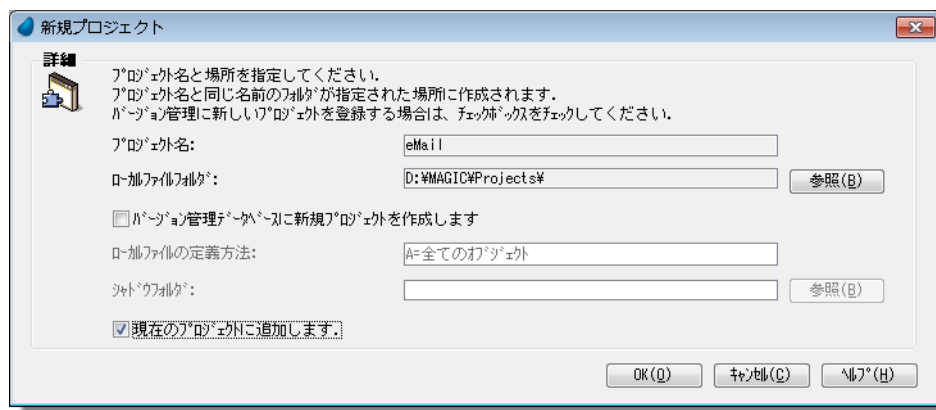 新規プロジェクト
詳細
ﾌﾟﾛｼﾞｪｸﾄ名と場所を指定してください.
ﾌﾟﾛｼﾞｪｸﾄ名と同じ名前のﾌｫﾙﾀﾞが指定された場所に作成されます.
ﾊﾞｰｼﾞｮﾝ管理に新しいﾌﾟﾛｼﾞｪｸﾄを登録する場合は、ﾁｪｯｸﾎﾞｯｸｽをﾁｪｯｸしてください.
ﾌﾟﾛｼﾞｪｸﾄ名: eMail
ﾛｰｶﾙﾌｧｲﾙﾌｫﾙﾀﾞ: D:¥MAGIC¥Projects¥ 参照(B)
ﾊﾞｰｼﾞｮﾝ管理ﾃﾞｰﾀﾍﾞｰｽに新規ﾌﾟﾛｼﾞｪｸﾄを作成します
ﾛｰｶﾙﾌｧｲﾙの定義方法: A=全てのｵﾌﾞｼﾞｪｸﾄ
ｼｬﾄﾞｳﾌｫﾙﾀﾞ: 参照(B)
現在のﾌﾟﾛｼﾞｪｸﾄに追加します.
OK(O) ｷｬﾝｾﾙ(C) ﾍﾙﾌﾟ(H)